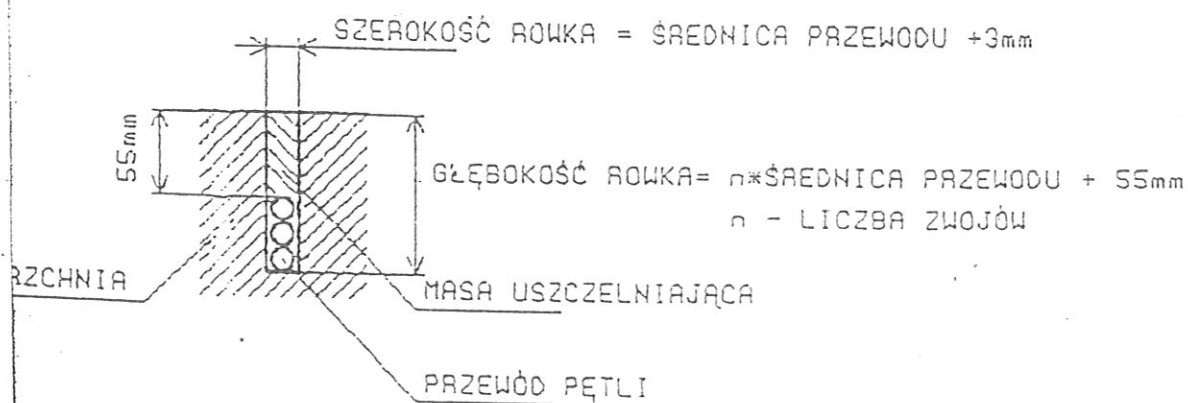 SZEROKOŚĆ ROWKA = ŚREDNICA PRZEWODU +3mm
55mm
GŁĘBOKOŚĆ ROWKA= n*ŚREDNICA PRZEWODU + 55mm
n - LICZBA ZWOJÓW
RZCHNIA
MASA USZCZELNIAJĄCA
PRZEWÓD PĘTLI